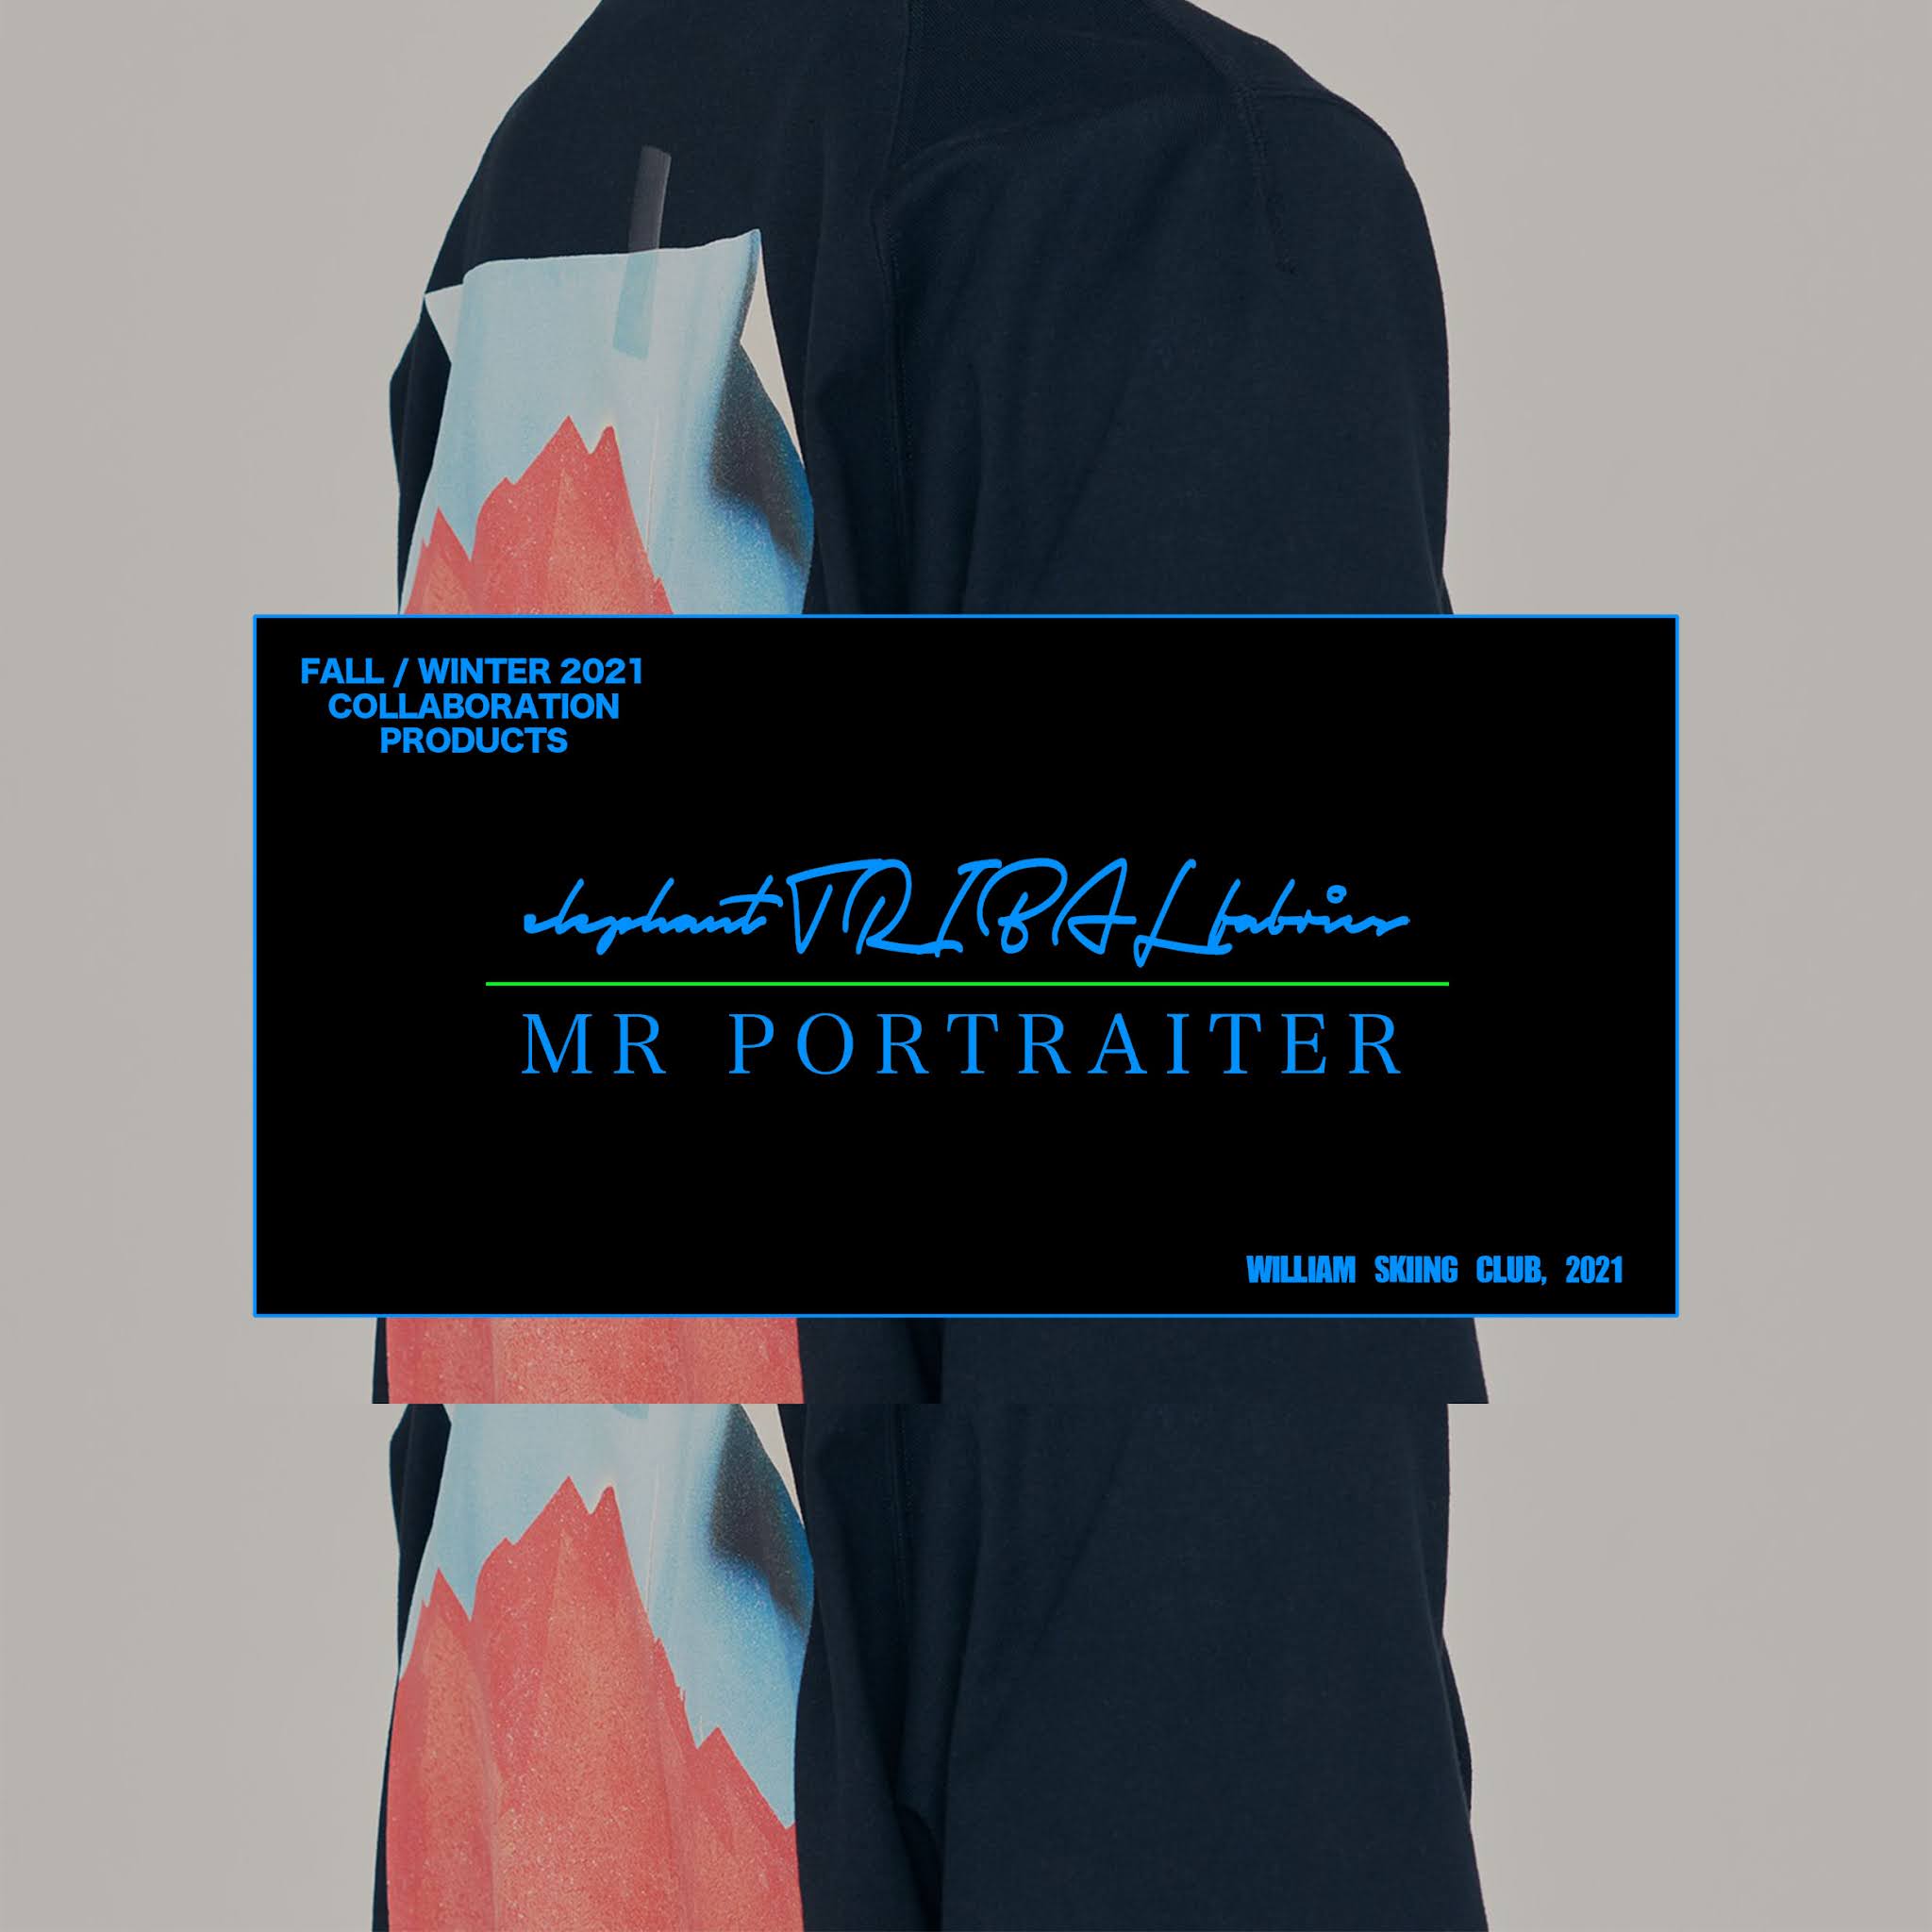 FALL / WINTER 2021
COLLABORATION
PRODUCTS
elephant TRIBAL fabrics
MR PORTRAITER
WILLIAM SKIING CLUB, 2021